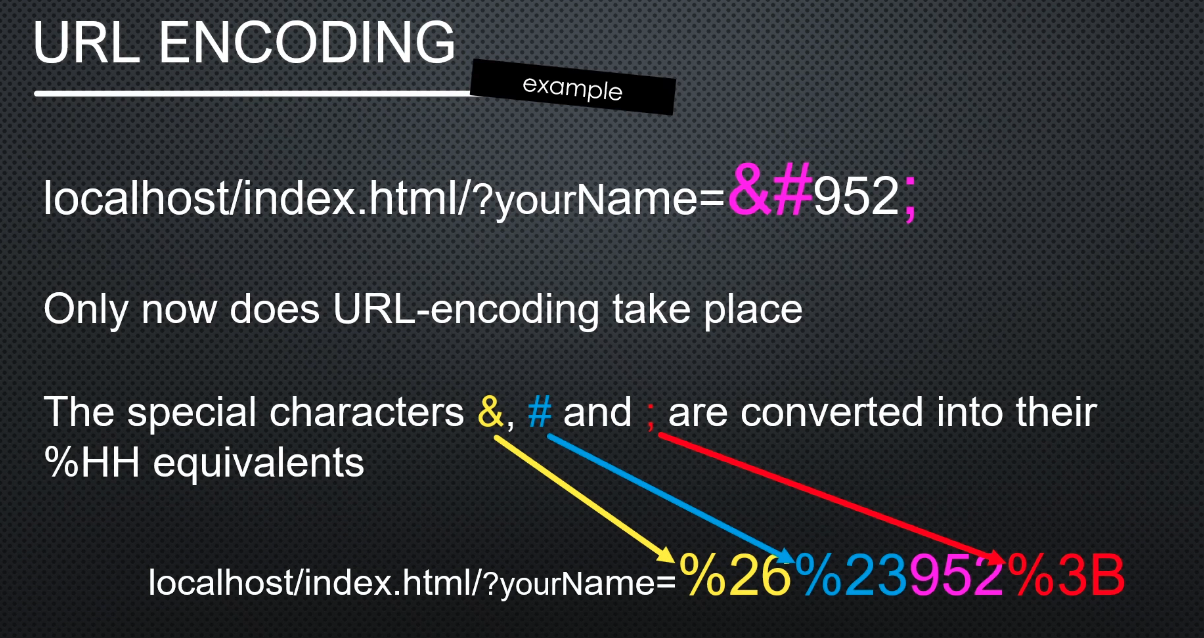 URL ENCODING
example
localhost/index.html/?yourName=&#952;
Only now does URL-encoding take place
The special characters &, # and ; are converted into their
%HH equivalents
localhost/index.html/?yourName=%26%23952%3B